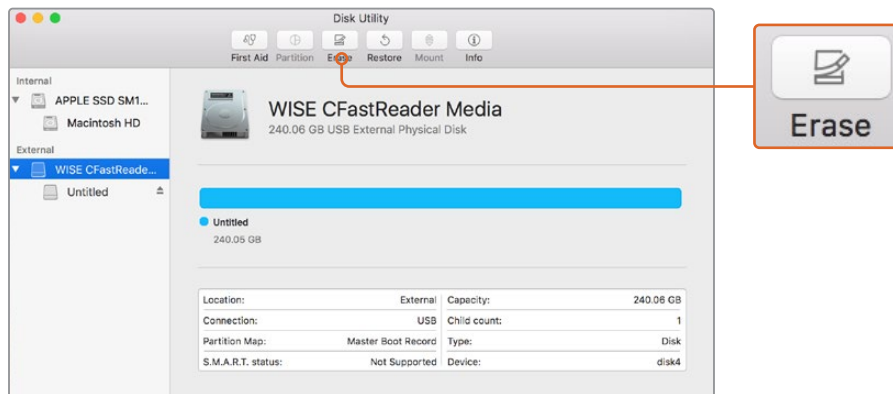 Disk Utility
First Aid Partition Erase Restore Mount Info
Erase
Internal
APPLE SSD SM1...
Macintosh HD
External
WISE CFastReade...
Untitled
WISE CFastReader Media
240.06 GB USB External Physical Disk
Untitled
240.05 GB
Location: External Capacity: 240.06 GB
Connection: USB Child count: 1
Partition Map: Master Boot Record Type: Disk
S.M.A.R.T. status: Not Supported Device: disk4